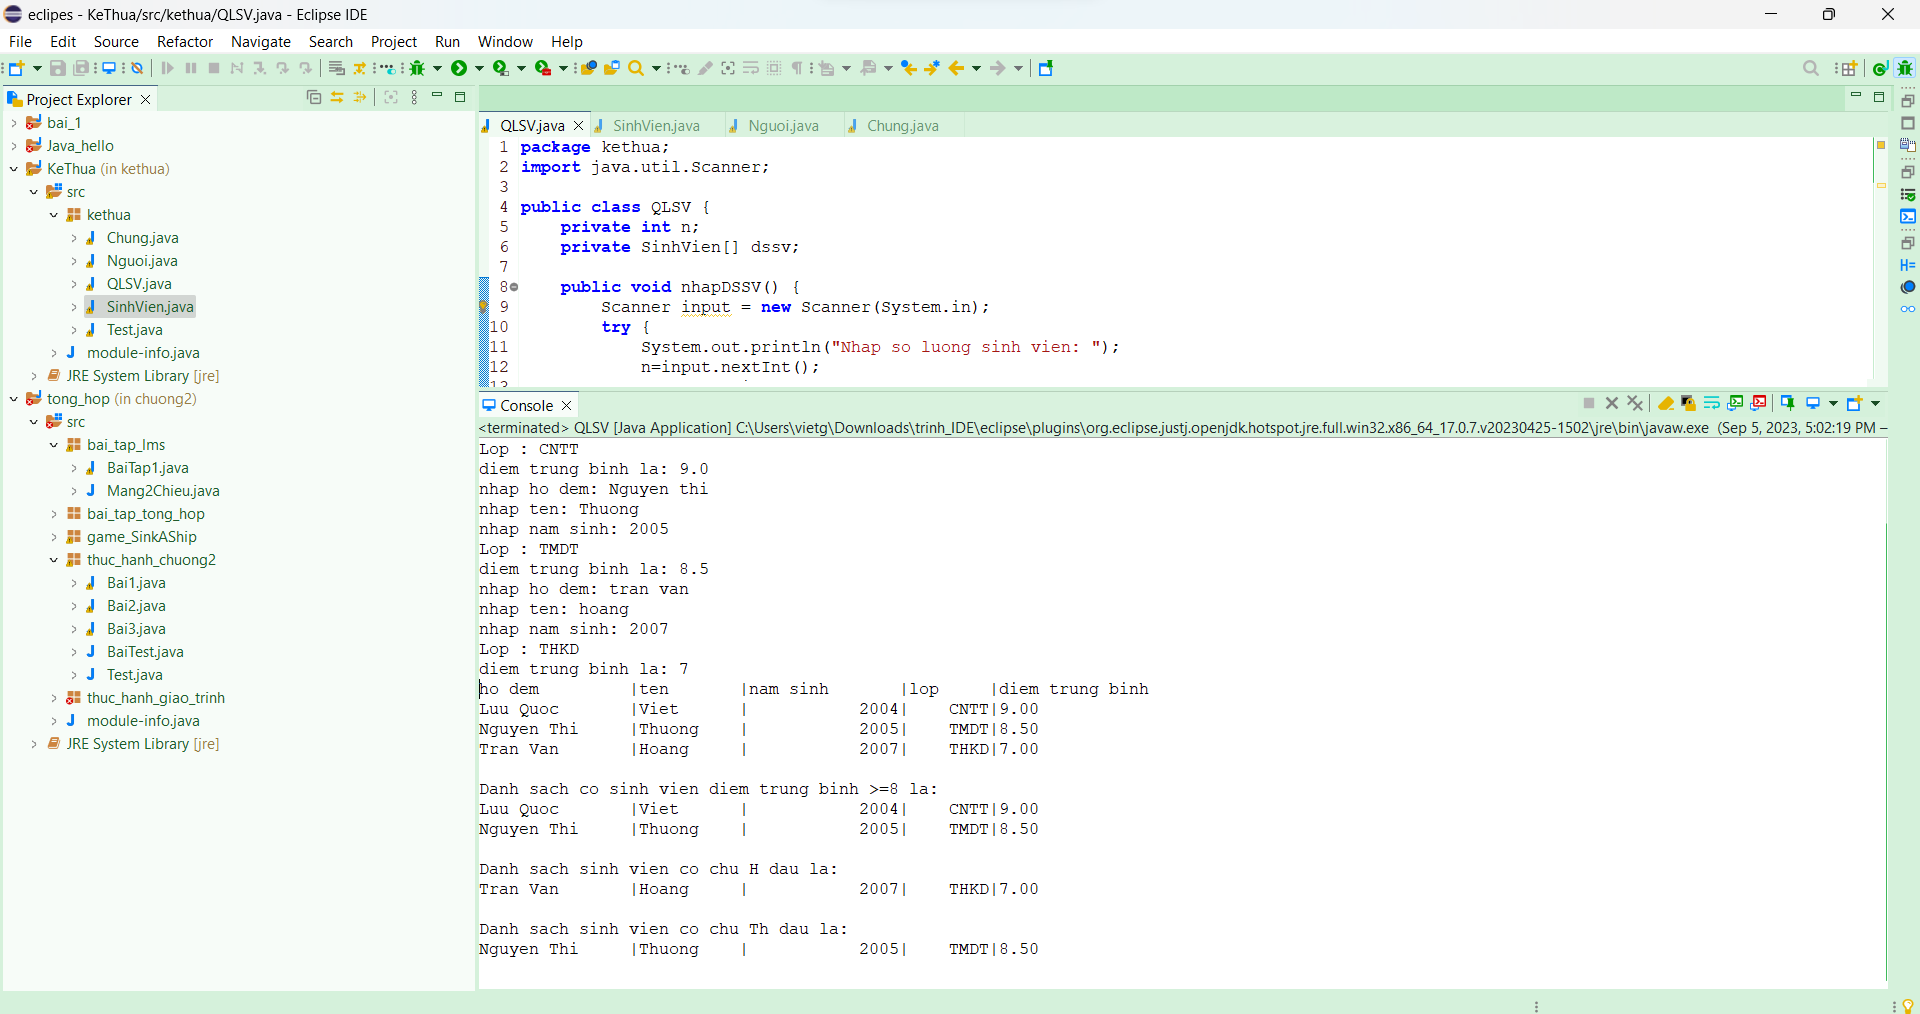 eclipes - KeThua/src/kethua/QLSV.java - Eclipse IDE
File Edit Source Refactor Navigate Search Project Run Window Help
Project Explorer
bai_1
Java_hello
KeThua (in kethua)
src
kethua
Chung.java
Nguoi.java
QLSV.java
SinhVien.java
Test.java
module-info.java
JRE System Library [jre]
tong_hop (in chuong2)
src
bai_tap_lms
BaiTap1.java
Mang2Chieu.java
bai_tap_tong_hop
game_SinkAShip
thuc_hanh_chuong2
Bai1.java
Bai2.java
Bai3.java
BaiTest.java
Test.java
thuc_hanh_giao_trinh
module-info.java
JRE System Library [jre]
QLSV.java SinhVien.java Nguoi.java Chung.java
1 package kethua;
2 import java.util.Scanner;
3
4 public class QLSV {
5 private int n;
6 private SinhVien[] dssv;
7
8 public void nhapDSSV() {
9 Scanner input = new Scanner(System.in);
10 try {
11 System.out.println("Nhap so luong sinh vien: ");
12 n=input.nextInt();
Console
<terminated> QLSV [Java Application] C:\Users\vietg\Downloads\trinh_IDE\eclipse\plugins\org.eclipse.justj.openjdk.hotspot.jre.full.win32.x86_64_17.0.7.v20230425-1502\jre\bin\javaw.exe (Sep 5, 2023, 5:02:19 PM –
Lop : CNTT
diem trung binh la: 9.0
nhap ho dem: Nguyen thi
nhap ten: Thuong
nhap nam sinh: 2005
Lop : TMDT
diem trung binh la: 8.5
nhap ho dem: tran van
nhap ten: hoang
nhap nam sinh: 2007
Lop : THKD
diem trung binh la: 7
ho dem |ten |nam sinh |lop |diem trung binh
Luu Quoc |Viet | 2004| CNTT|9.00
Nguyen Thi |Thuong | 2005| TMDT|8.50
Tran Van |Hoang | 2007| THKD|7.00
Danh sach co sinh vien diem trung binh >=8 la:
Luu Quoc |Viet | 2004| CNTT|9.00
Nguyen Thi |Thuong | 2005| TMDT|8.50
Danh sach sinh vien co chu H dau la:
Tran Van |Hoang | 2007| THKD|7.00
Danh sach sinh vien co chu Th dau la:
Nguyen Thi |Thuong | 2005| TMDT|8.50